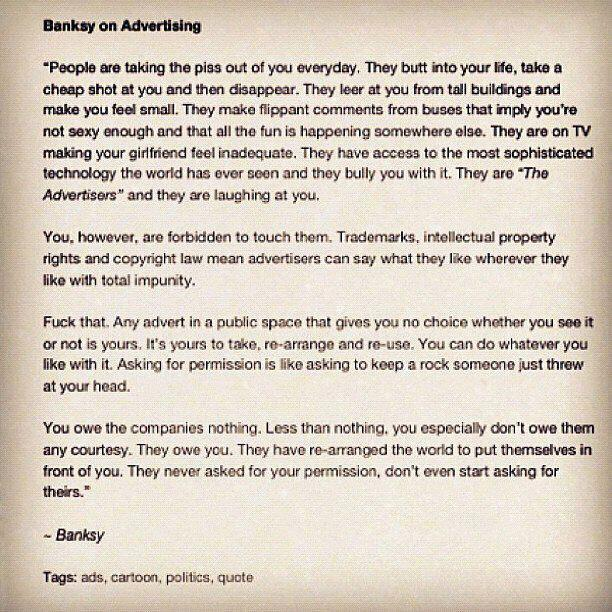 Banksy on Advertising
"People are taking the piss out of you everyday. They butt into your life, take a
cheap shot at you and then disappear. They leer at you from tall buildings and
make you feel small. They make flippant comments from buses that imply you're
not sexy enough and that all the fun is happening somewhere else. They are on TV
making your girlfriend feel inadequate. They have access to the most sophisticated
technology the world has ever seen and they bully you with it. They are "The
Advertisers" and they are laughing at you.
You, however, are forbidden to touch them. Trademarks, intellectual property
rights and copyright law mean advertisers can say what they like wherever they
like with total impunity.
Fuck that. Any advert in a public space that gives you no choice whether you see it
or not is yours. It's yours to take, re-arrange and re-use. You can do whatever you
like with it. Asking for permission is like asking to keep a rock someone just threw
at your head.
You owe the companies nothing. Less than nothing, you especially don't owe them
any courtesy. They owe you. They have re-arranged the world to put themselves in
front of you. They never asked for your permission, don't even start asking for
theirs."
~ Banksy
Tags: ads, cartoon, politics, quote